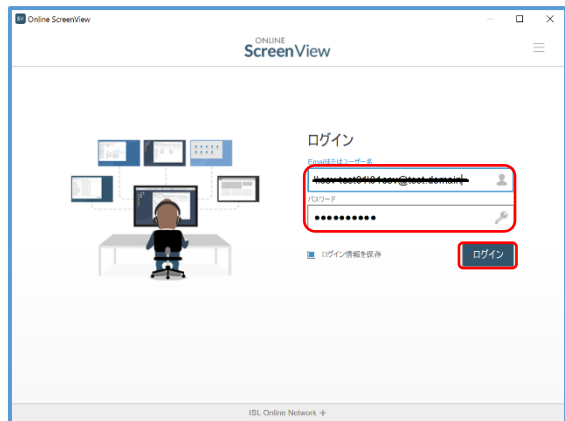 Online ScreenView
ONLINE
ScreenView
ログイン
Emailまたはユーザー名
パスワード
ログイン情報を保存
ログイン
ISL Online Network